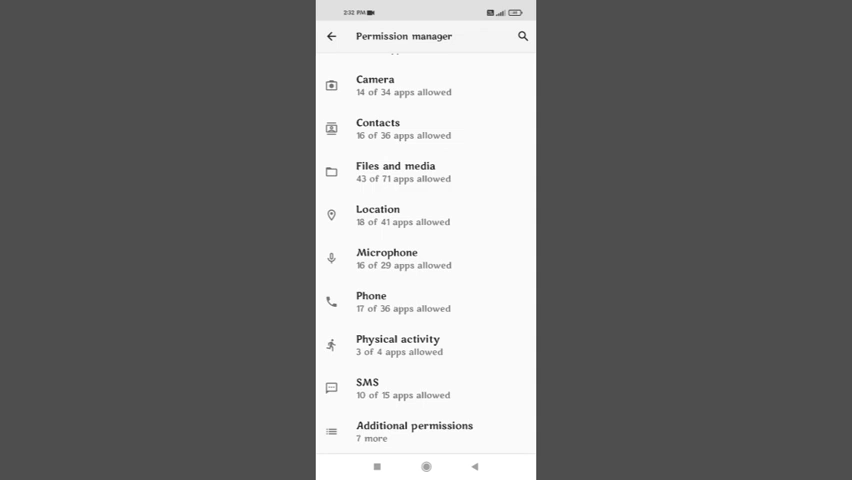 2:32 PM
Permission manager
Camera
14 of 34 apps allowed
Contacts
16 of 36 apps allowed
Files and media
43 of 71 apps allowed
Location
18 of 41 apps allowed
Microphone
16 of 29 apps allowed
Phone
17 of 36 apps allowed
Physical activity
3 of 4 apps allowed
SMS
10 of 15 apps allowed
Additional permissions
7 more